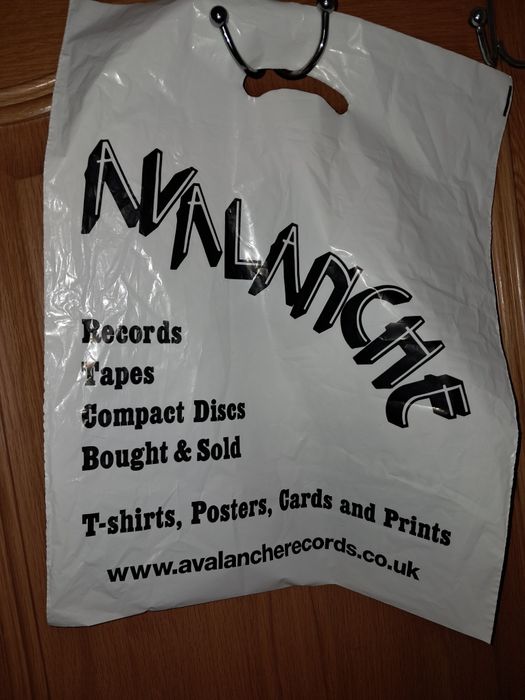 AVALANCHE
Records
Tapes
Compact Discs
Bought & Sold
T-shirts, Posters, Cards and Prints
www.avalancherecords.co.uk